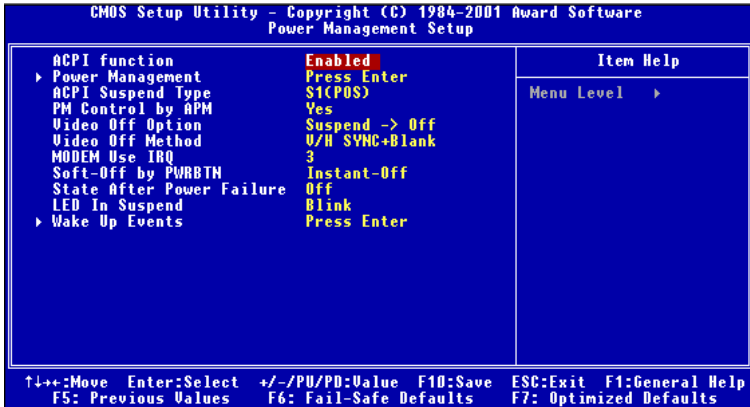 CMOS Setup Utility - Copyright (C) 1984-2001 Award Software
Power Management Setup
ACPI function Enabled
Power Management Press Enter
ACPI Suspend Type S1(POS)
PM Control by APM Yes
Video Off Option Suspend -> Off
Video Off Method V/H SYNC+Blank
MODEM Use IRQ 3
Soft-Off by PWRBTN Instant-Off
State After Power Failure Off
LED In Suspend Blink
Wake Up Events Press Enter
Item Help
Menu Level
↑↓→←:Move Enter:Select +/-/PU/PD:Value F10:Save ESC:Exit F1:General Help
F5: Previous Values F6: Fail-Safe Defaults F7: Optimized Defaults